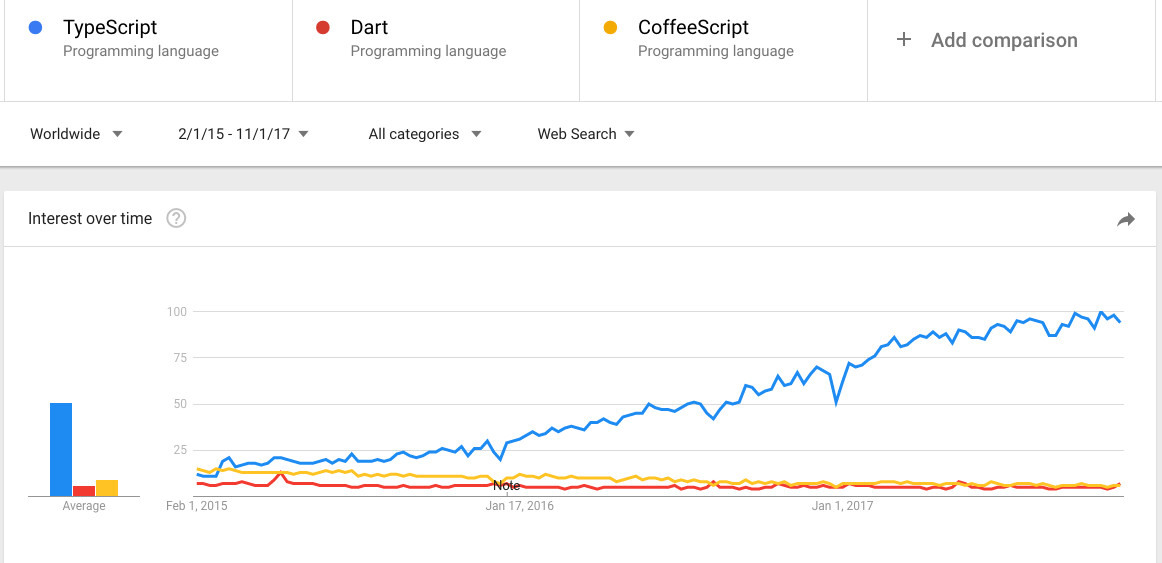 TypeScript
Programming language
Dart
Programming language
CoffeeScript
Programming language
+ Add comparison
Worldwide
2/1/15 - 11/1/17
All categories
Web Search
Interest over time ?
100
75
50
25
Note
Average
Feb 1, 2015
Jan 17, 2016
Jan 1, 2017